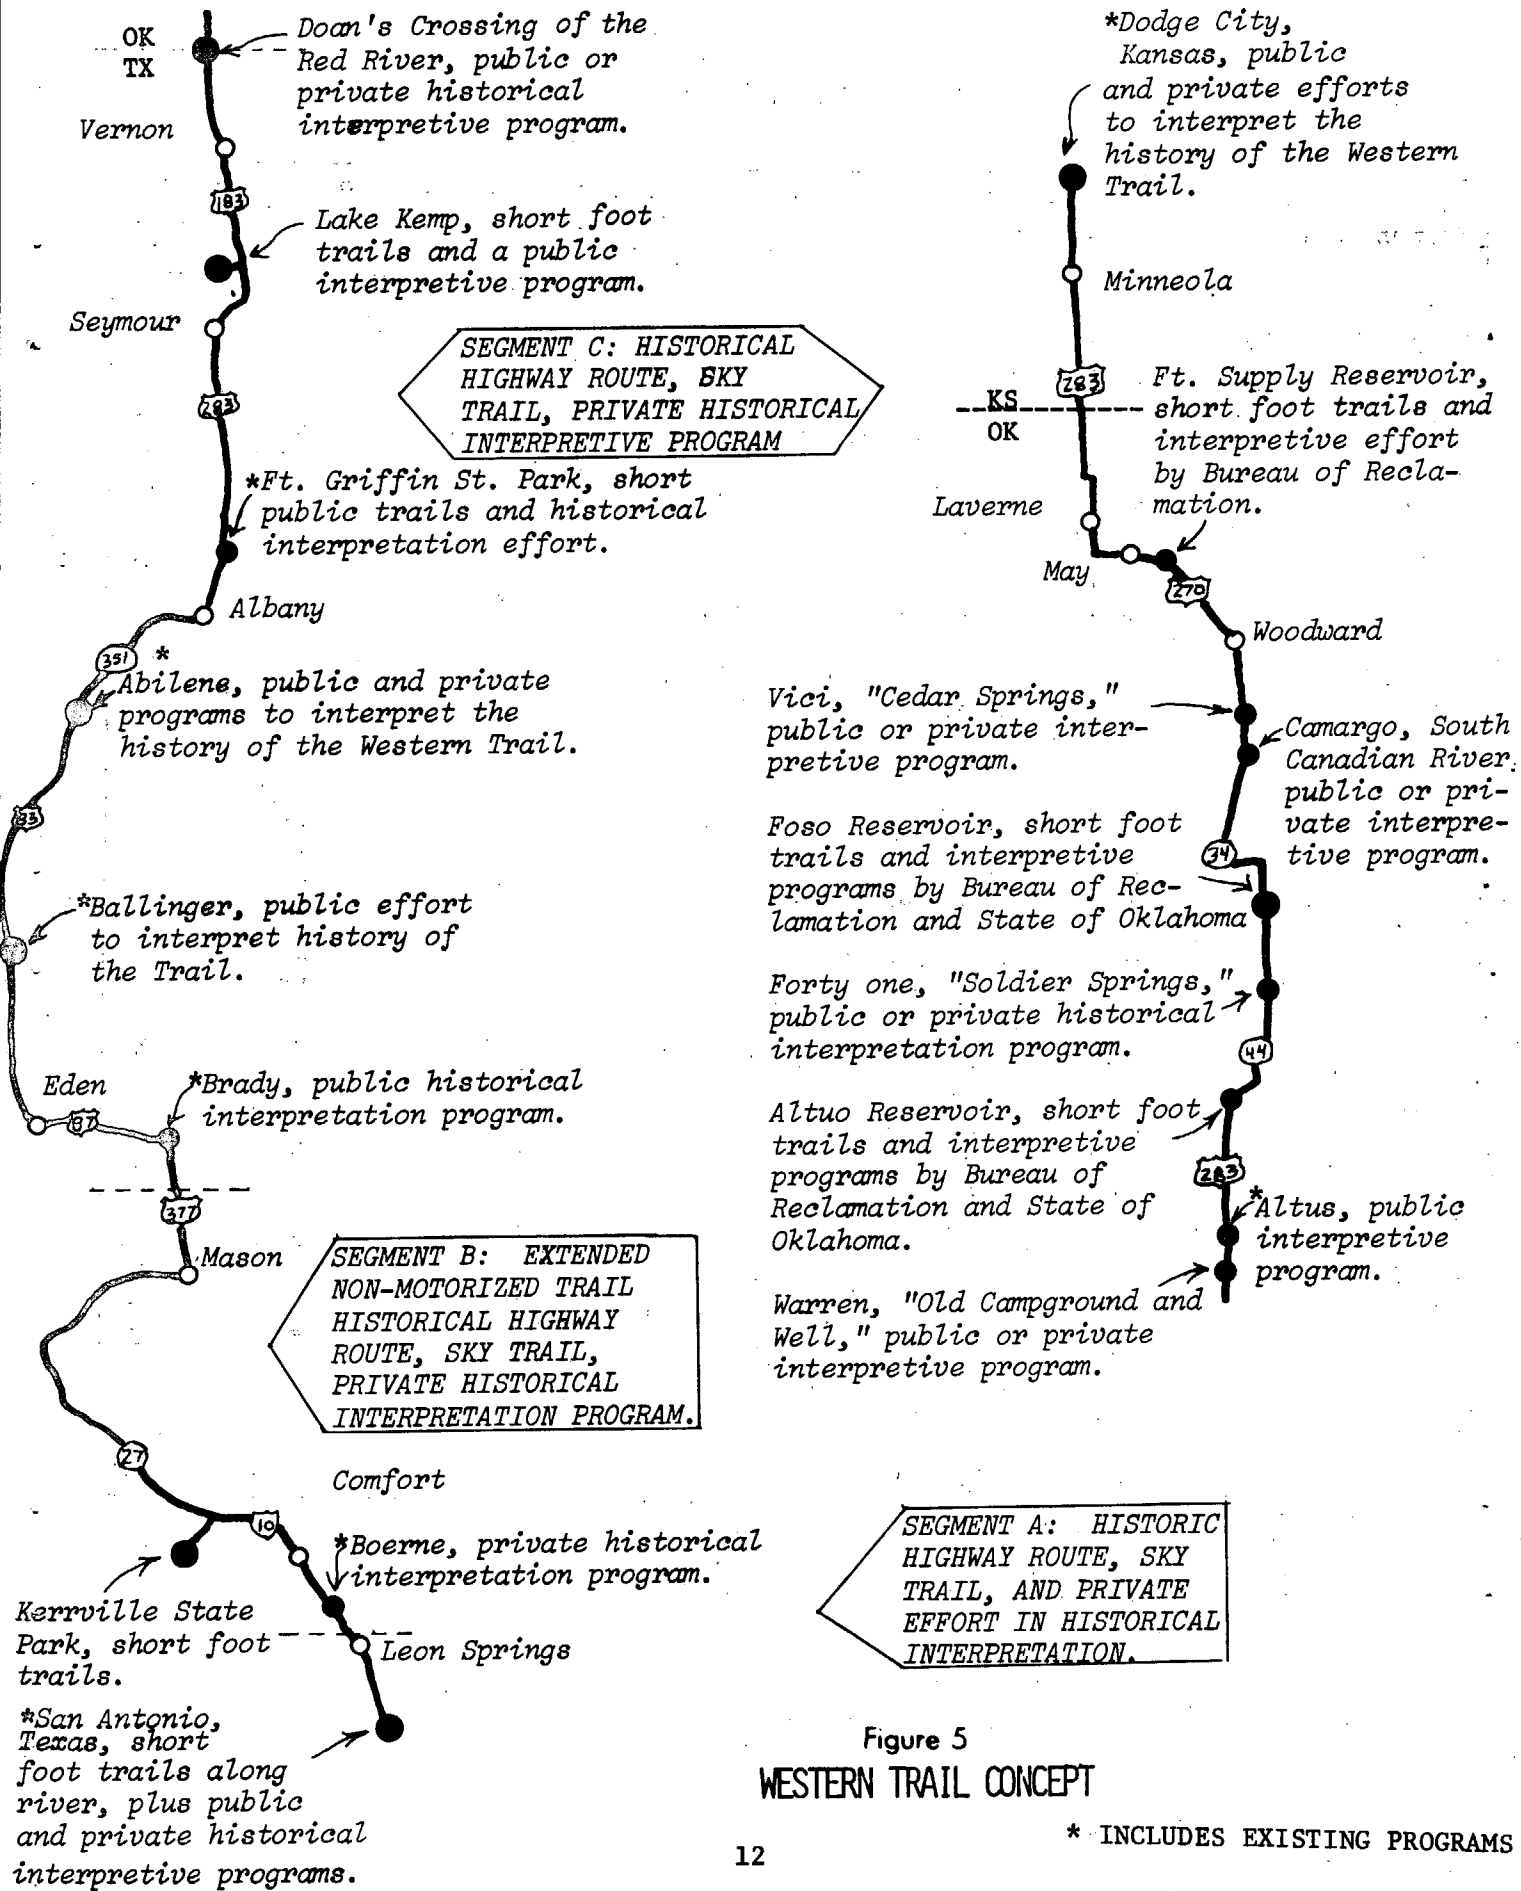 OK
TX
Doan's Crossing of the
Red River, public or
private historical
interpretive program.
Vernon
183
Lake Kemp, short foot
trails and a public
interpretive program.
Seymour
SEGMENT C: HISTORICAL
HIGHWAY ROUTE, SKY
TRAIL, PRIVATE HISTORICAL
INTERPRETIVE PROGRAM
283
*Ft. Griffin St. Park, short
public trails and historical
interpretation effort.
Albany
351
*
Abilene, public and private
programs to interpret the
history of the Western Trail.
83
*Ballinger, public effort
to interpret history of
the Trail.
Eden
87
*Brady, public historical
interpretation program.
377
Mason
SEGMENT B: EXTENDED
NON-MOTORIZED TRAIL
HISTORICAL HIGHWAY
ROUTE, SKY TRAIL,
PRIVATE HISTORICAL
INTERPRETATION PROGRAM.
27
Comfort
10
*Boerne, private historical
interpretation program.
Kerrville State
Park, short foot
trails.
Leon Springs
*San Antonio,
Texas, short
foot trails along
river, plus public
and private historical
interpretive programs.
*Dodge City,
Kansas, public
and private efforts
to interpret the
history of the Western
Trail.
Minneola
283
KS
OK
Ft. Supply Reservoir,
short foot trails and
interpretive effort
by Bureau of Recla-
mation.
Laverne
May
270
Woodward
Vici, "Cedar Springs,"
public or private inter-
pretive program.
Camargo, South
Canadian River,
public or pri-
vate interpre-
tive program.
Foso Reservoir, short foot
trails and interpretive
programs by Bureau of Rec-
lamation and State of Oklahoma
34
Forty one, "Soldier Springs,"
public or private historical
interpretation program.
44
Altuo Reservoir, short foot
trails and interpretive
programs by Bureau of
Reclamation and State of
Oklahoma.
283
*Altus, public
interpretive
program.
Warren, "Old Campground and
Well," public or private
interpretive program.
SEGMENT A: HISTORIC
HIGHWAY ROUTE, SKY
TRAIL, AND PRIVATE
EFFORT IN HISTORICAL
INTERPRETATION.
Figure 5
WESTERN TRAIL CONCEPT
* INCLUDES EXISTING PROGRAMS
12